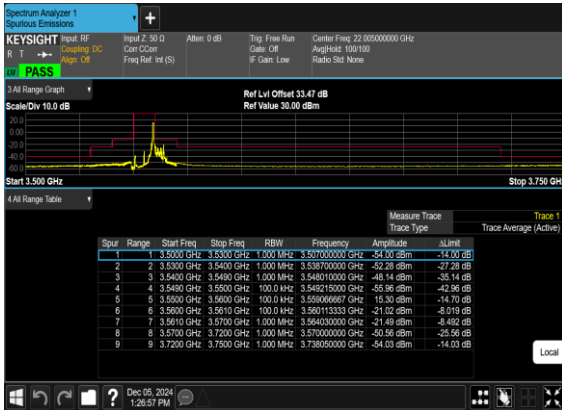 Spectrum Analyzer 1
Spurious Emissions
KEYSIGHT Input: RF Input Z: 50 Ω Atten: 0 dB Trig: Free Run Center Freq: 22.005000000 GHz
R T Coupling: DC Corr CCorr Gate: Off Avg|Hold: 100/100
Align: Off Freq Ref: Int (S) IF Gain: Low Radio Std: None
PASS
3 All Range Graph
Ref Lvl Offset 33.47 dB
Scale/Div 10.0 dB Ref Value 30.00 dBm
20.0
0.00
-20.0
-40.0
-60.0
Start 3.500 GHz Stop 3.750 GHz
4 All Range Table
Measure Trace Trace 1
Trace Type Trace Average (Active)
Spur Range Start Freq Stop Freq RBW Frequency Amplitude ΔLimit
1 1 3.5000 GHz 3.5300 GHz 1.000 MHz 3.507000000 GHz -54.00 dBm -14.00 dB
2 2 3.5300 GHz 3.5400 GHz 1.000 MHz 3.538700000 GHz -52.28 dBm -27.28 dB
3 3 3.5400 GHz 3.5490 GHz 1.000 MHz 3.548010000 GHz -48.14 dBm -35.14 dB
4 4 3.5490 GHz 3.5500 GHz 100.0 kHz 3.549215000 GHz -55.96 dBm -42.96 dB
5 5 3.5500 GHz 3.5600 GHz 100.0 kHz 3.559066667 GHz 15.30 dBm -14.70 dB
6 6 3.5600 GHz 3.5610 GHz 100.0 kHz 3.560113333 GHz -21.02 dBm -8.019 dB
7 7 3.5610 GHz 3.5700 GHz 1.000 MHz 3.564030000 GHz -21.49 dBm -8.492 dB
8 8 3.5700 GHz 3.7200 GHz 1.000 MHz 3.570000000 GHz -50.56 dBm -25.56 dB
9 9 3.7200 GHz 3.7500 GHz 1.000 MHz 3.738050000 GHz -54.03 dBm -14.03 dB
Local
? Dec 05, 2024
1:26:57 PM